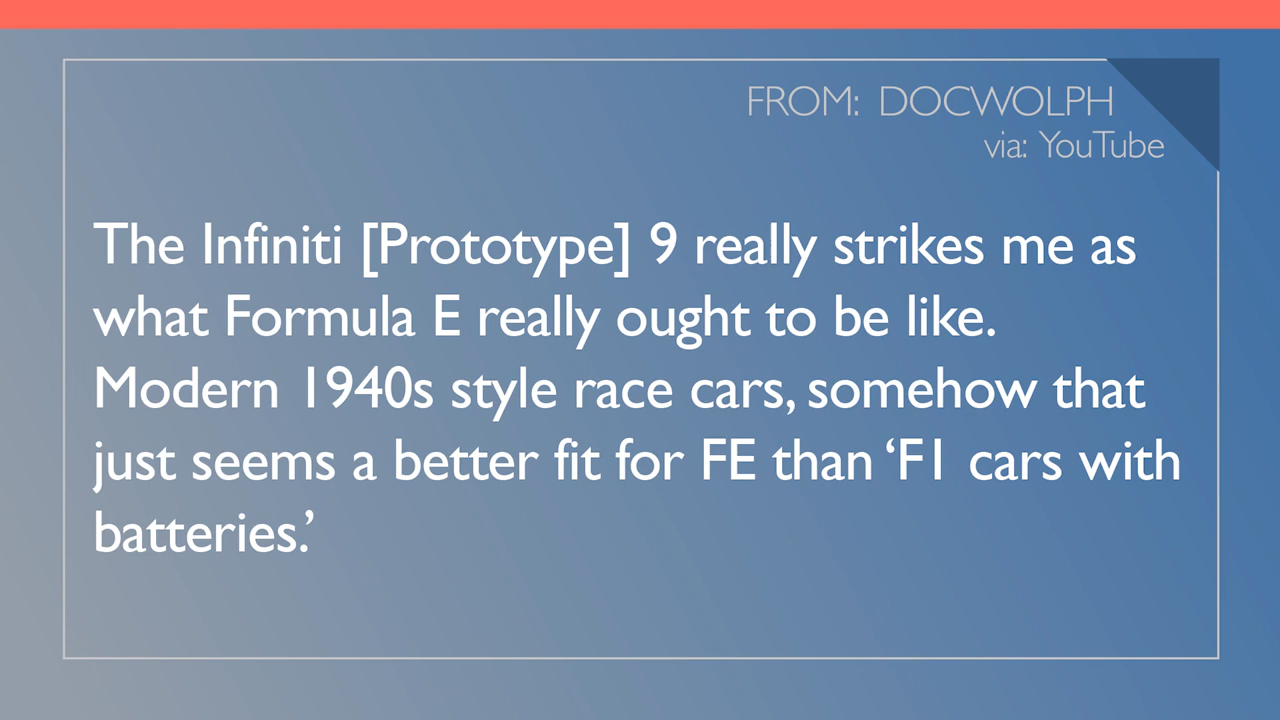 FROM: DOCWOLPH
via: YouTube
The Infiniti [Prototype] 9 really strikes me as
what Formula E really ought to be like.
Modern 1940s style race cars, somehow that
just seems a better fit for FE than ‘F1 cars with
batteries.’